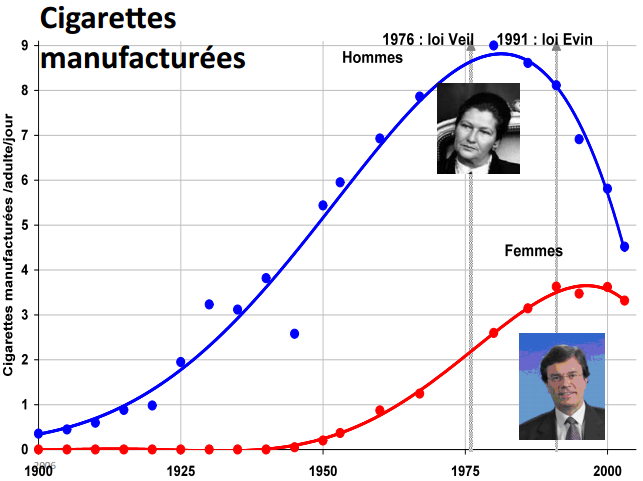 Cigarettes
manufacturées
1976 : loi Veil
1991 : loi Evin
Hommes
Femmes
Cigarettes manufacturées /adulte/jour
9
8
7
6
5
4
3
2
1
0
1900
1925
1950
1975
2000